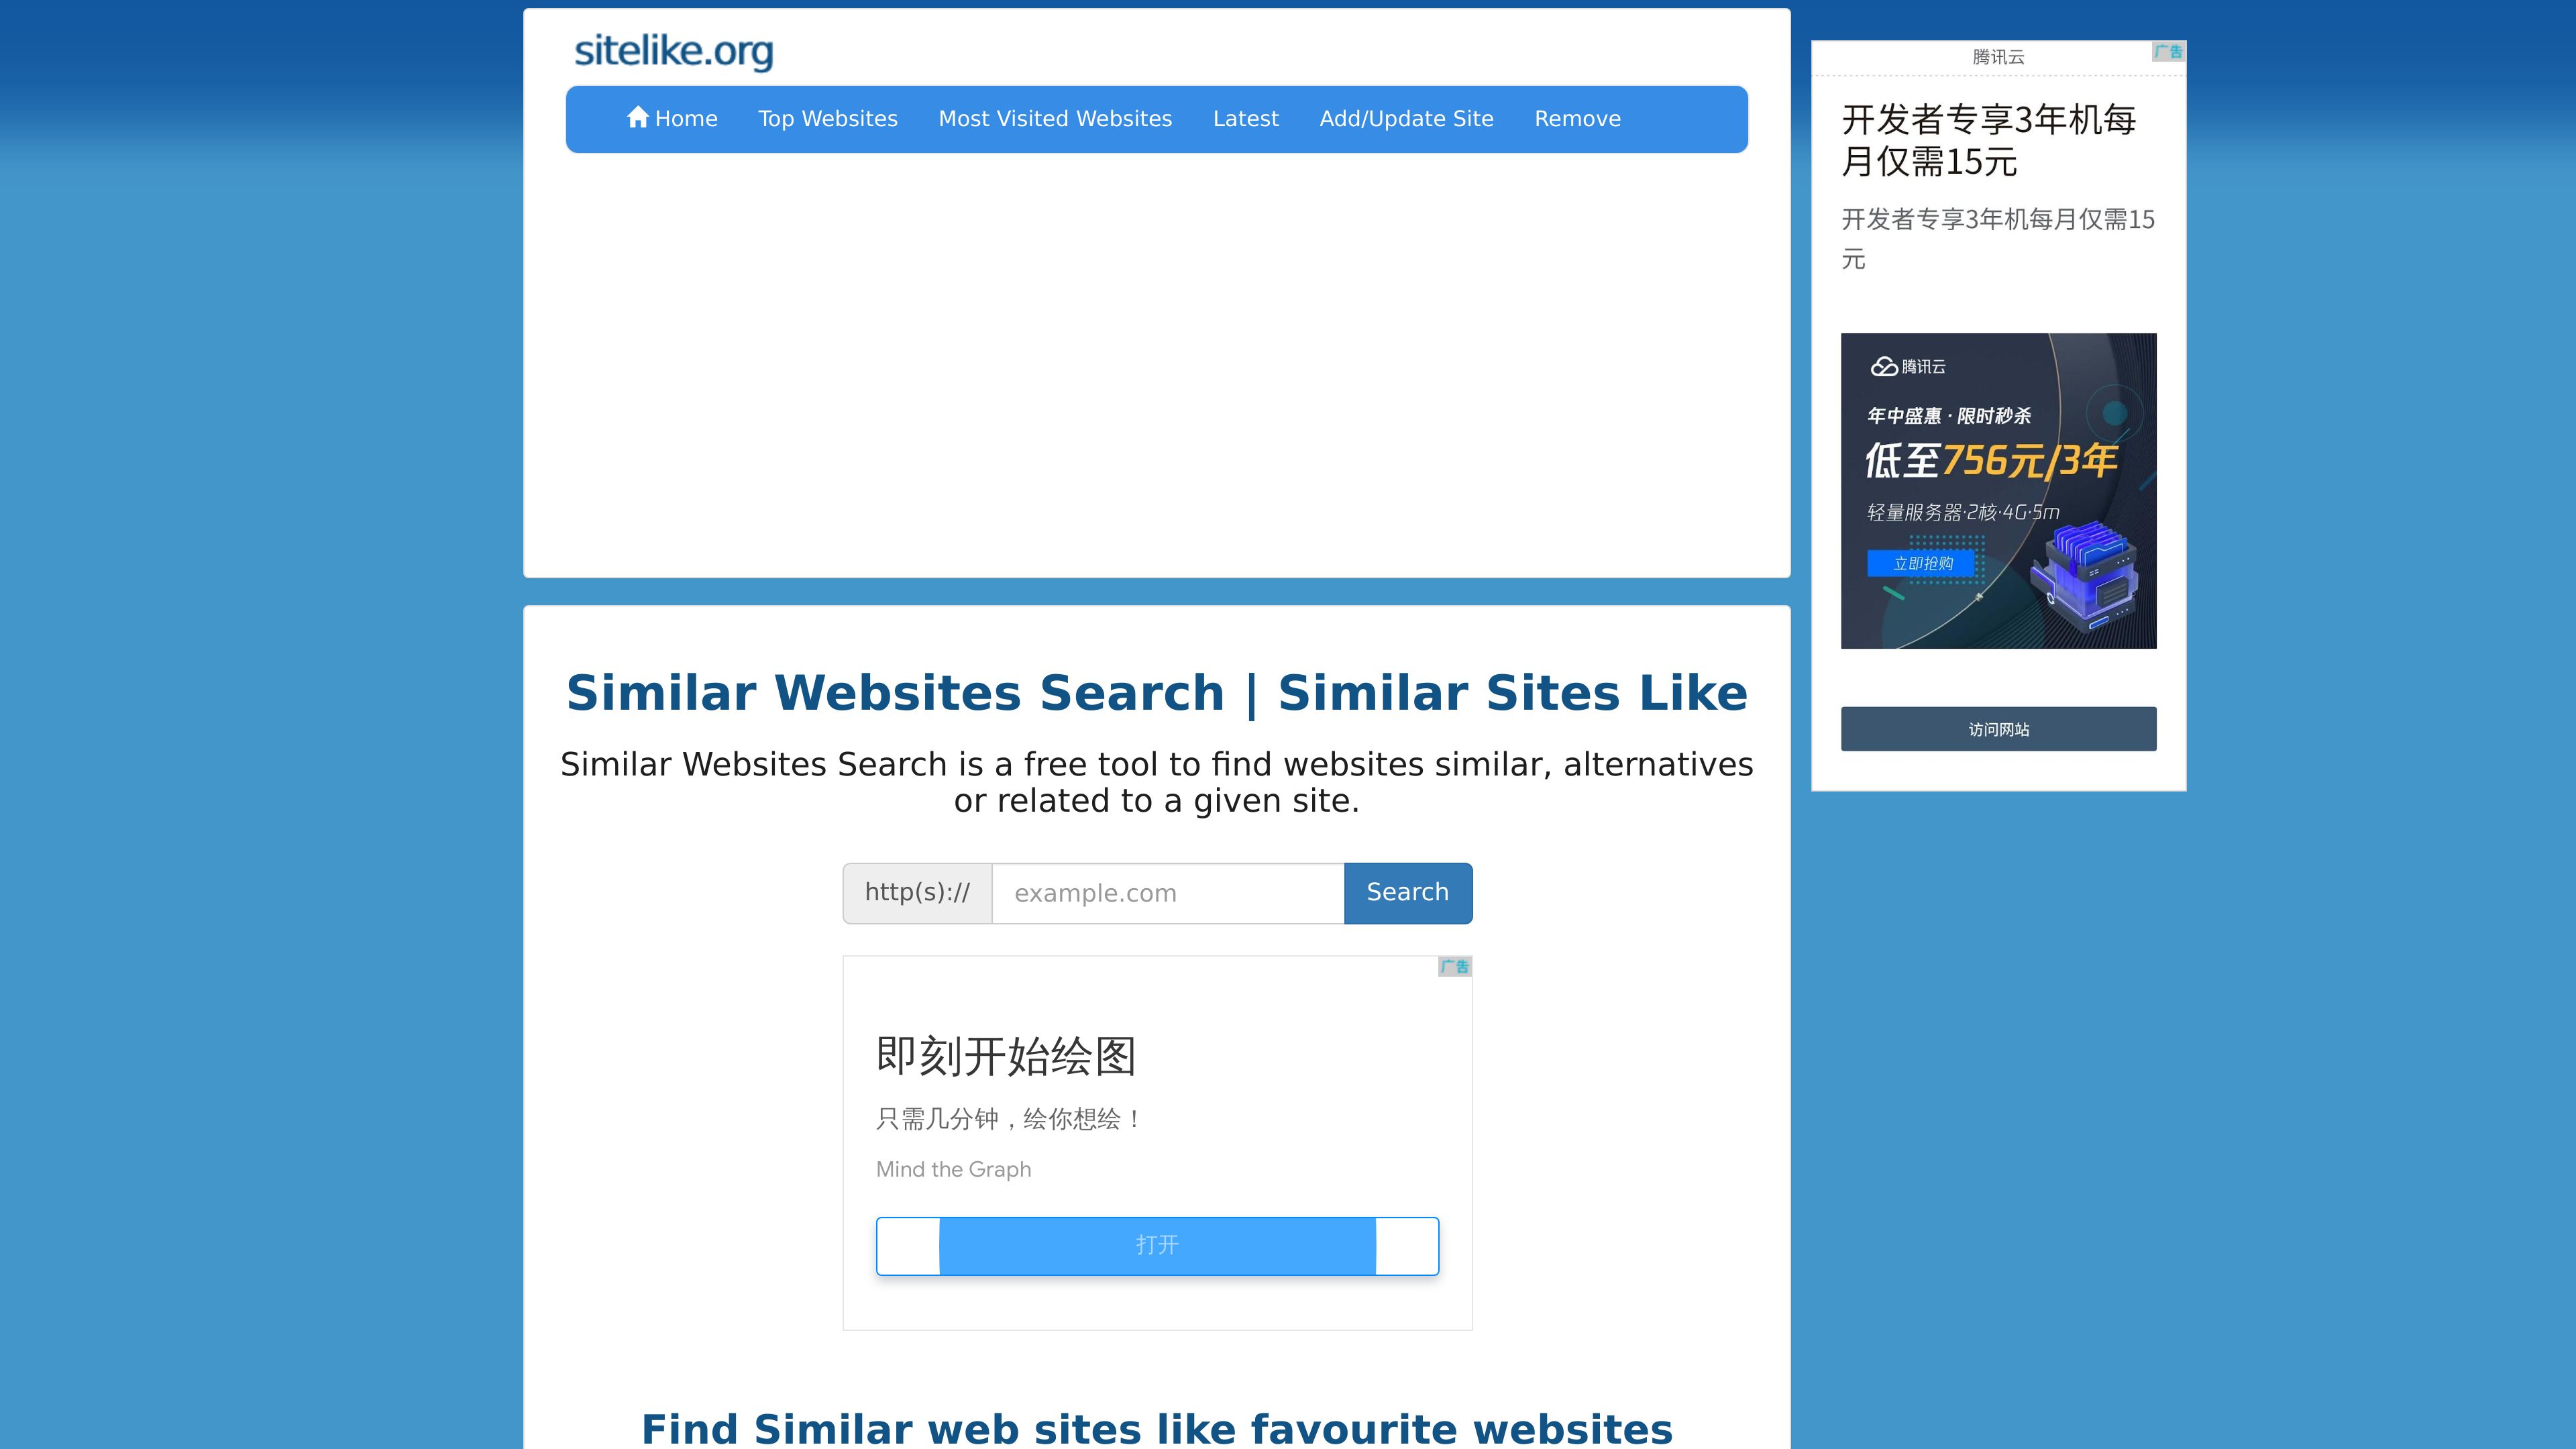 sitelike.org
Home Top Websites Most Visited Websites Latest Add/Update Site Remove
Similar Websites Search | Similar Sites Like
Similar Websites Search is a free tool to find websites similar, alternatives
or related to a given site.
http(s):// example.com Search
广告
即刻开始绘图
只需几分钟，绘你想绘！
Mind the Graph
打开
Find Similar web sites like favourite websites
腾讯云
广告
开发者专享3年机每
月仅需15元
开发者专享3年机每月仅需15
元
腾讯云
年中盛惠·限时秒杀
低至756元/3年
轻量服务器·2核·4G·5m
立即抢购
访问网站